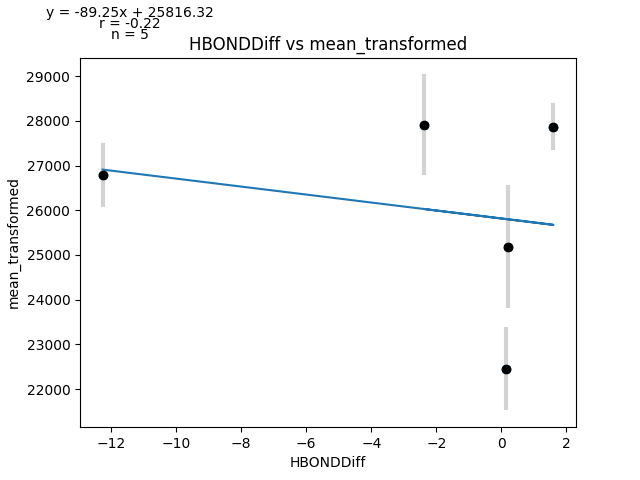 y = -89.25x + 25816.32
r = -0.22
n = 5
HBONDDiff vs mean_transformed
29000
28000
27000
26000
25000
24000
23000
22000
mean_transformed
−12
−10
−8
−6
−4
−2
0
2
HBONDDiff